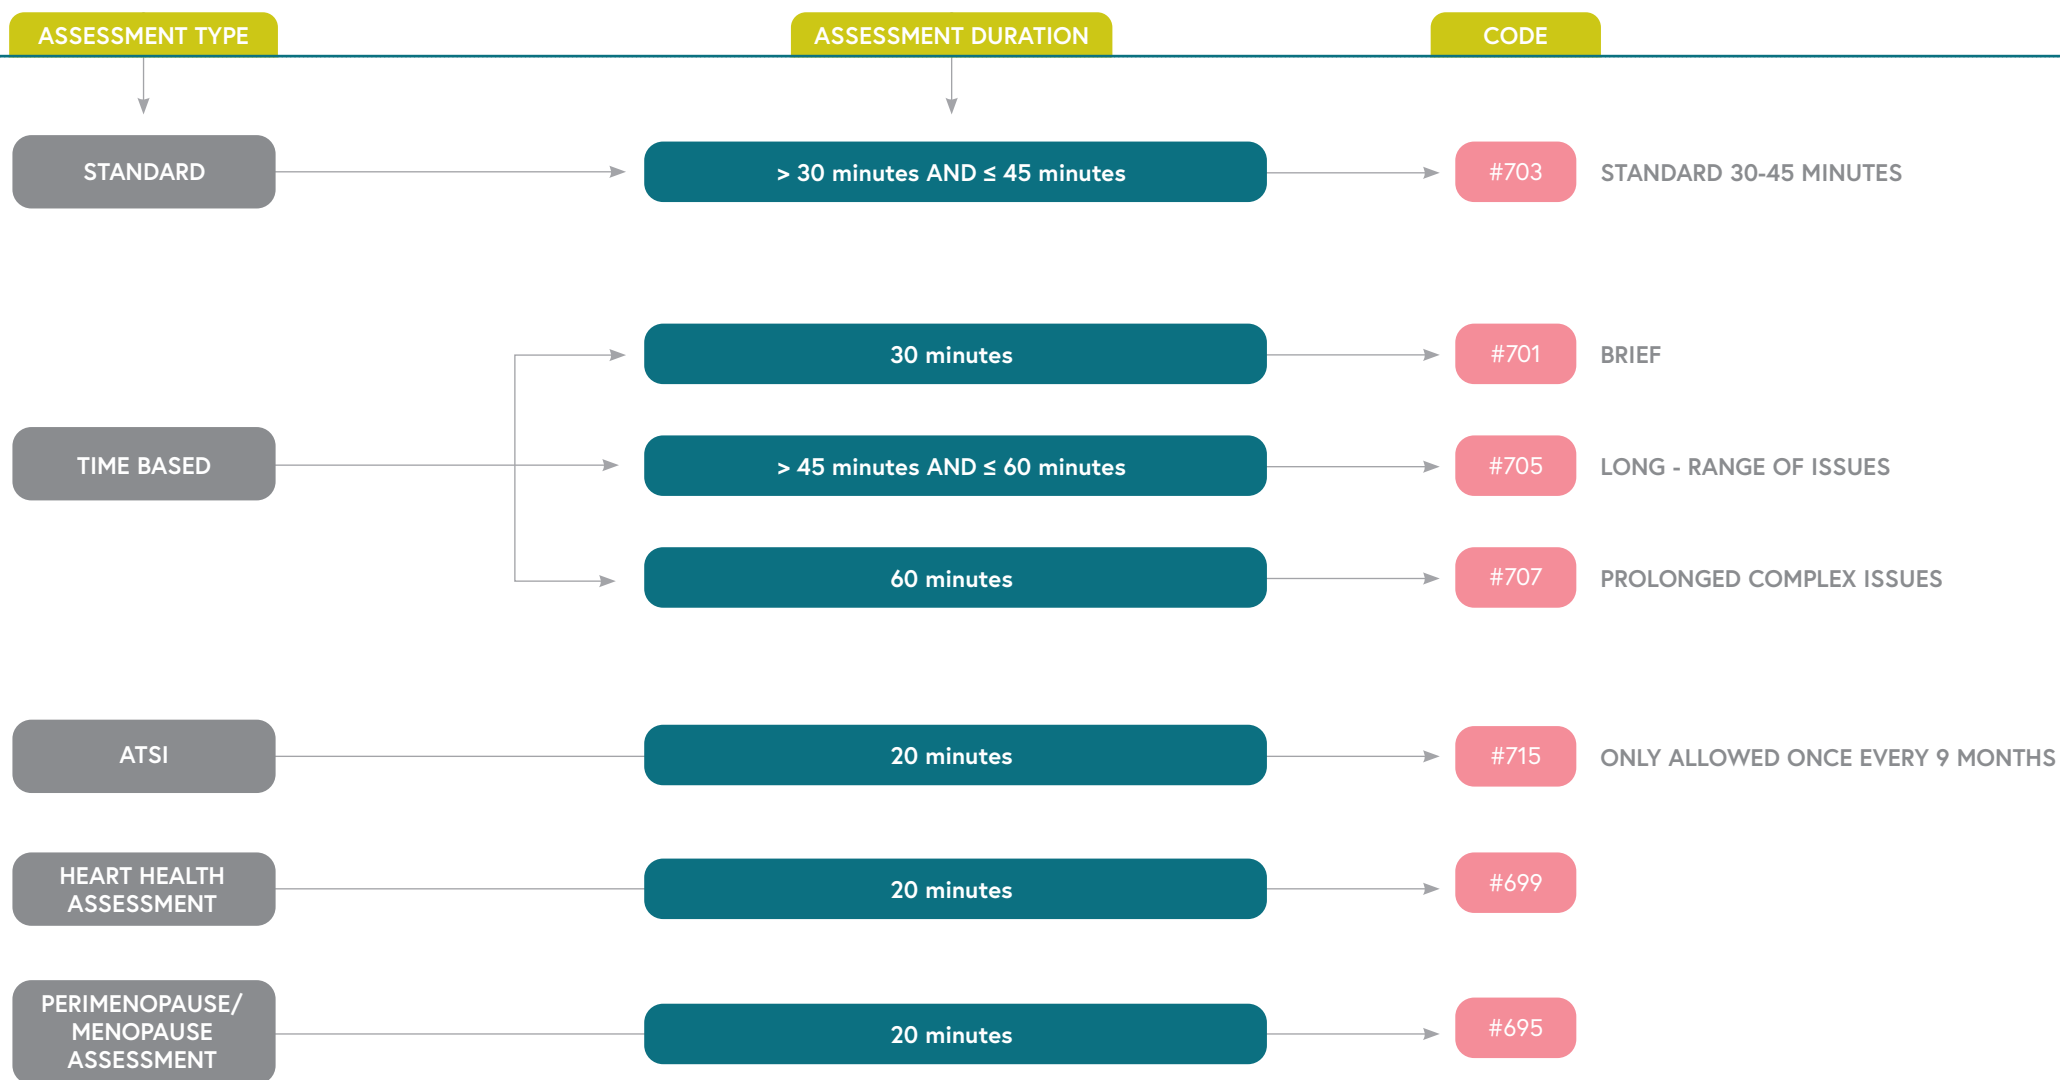 ASSESSMENT TYPE
ASSESSMENT DURATION
CODE
STANDARD
> 30 minutes AND ≤ 45 minutes
#703
STANDARD 30-45 MINUTES
30 minutes
#701
BRIEF
TIME BASED
> 45 minutes AND ≤ 60 minutes
#705
LONG - RANGE OF ISSUES
60 minutes
#707
PROLONGED COMPLEX ISSUES
ATSI
20 minutes
#715
ONLY ALLOWED ONCE EVERY 9 MONTHS
HEART HEALTH
ASSESSMENT
20 minutes
#699
PERIMENOPAUSE/
MENOPAUSE
ASSESSMENT
20 minutes
#695